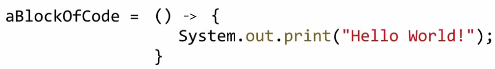 aBlockOfCode = () -> {
System.out.print("Hello World!");
}